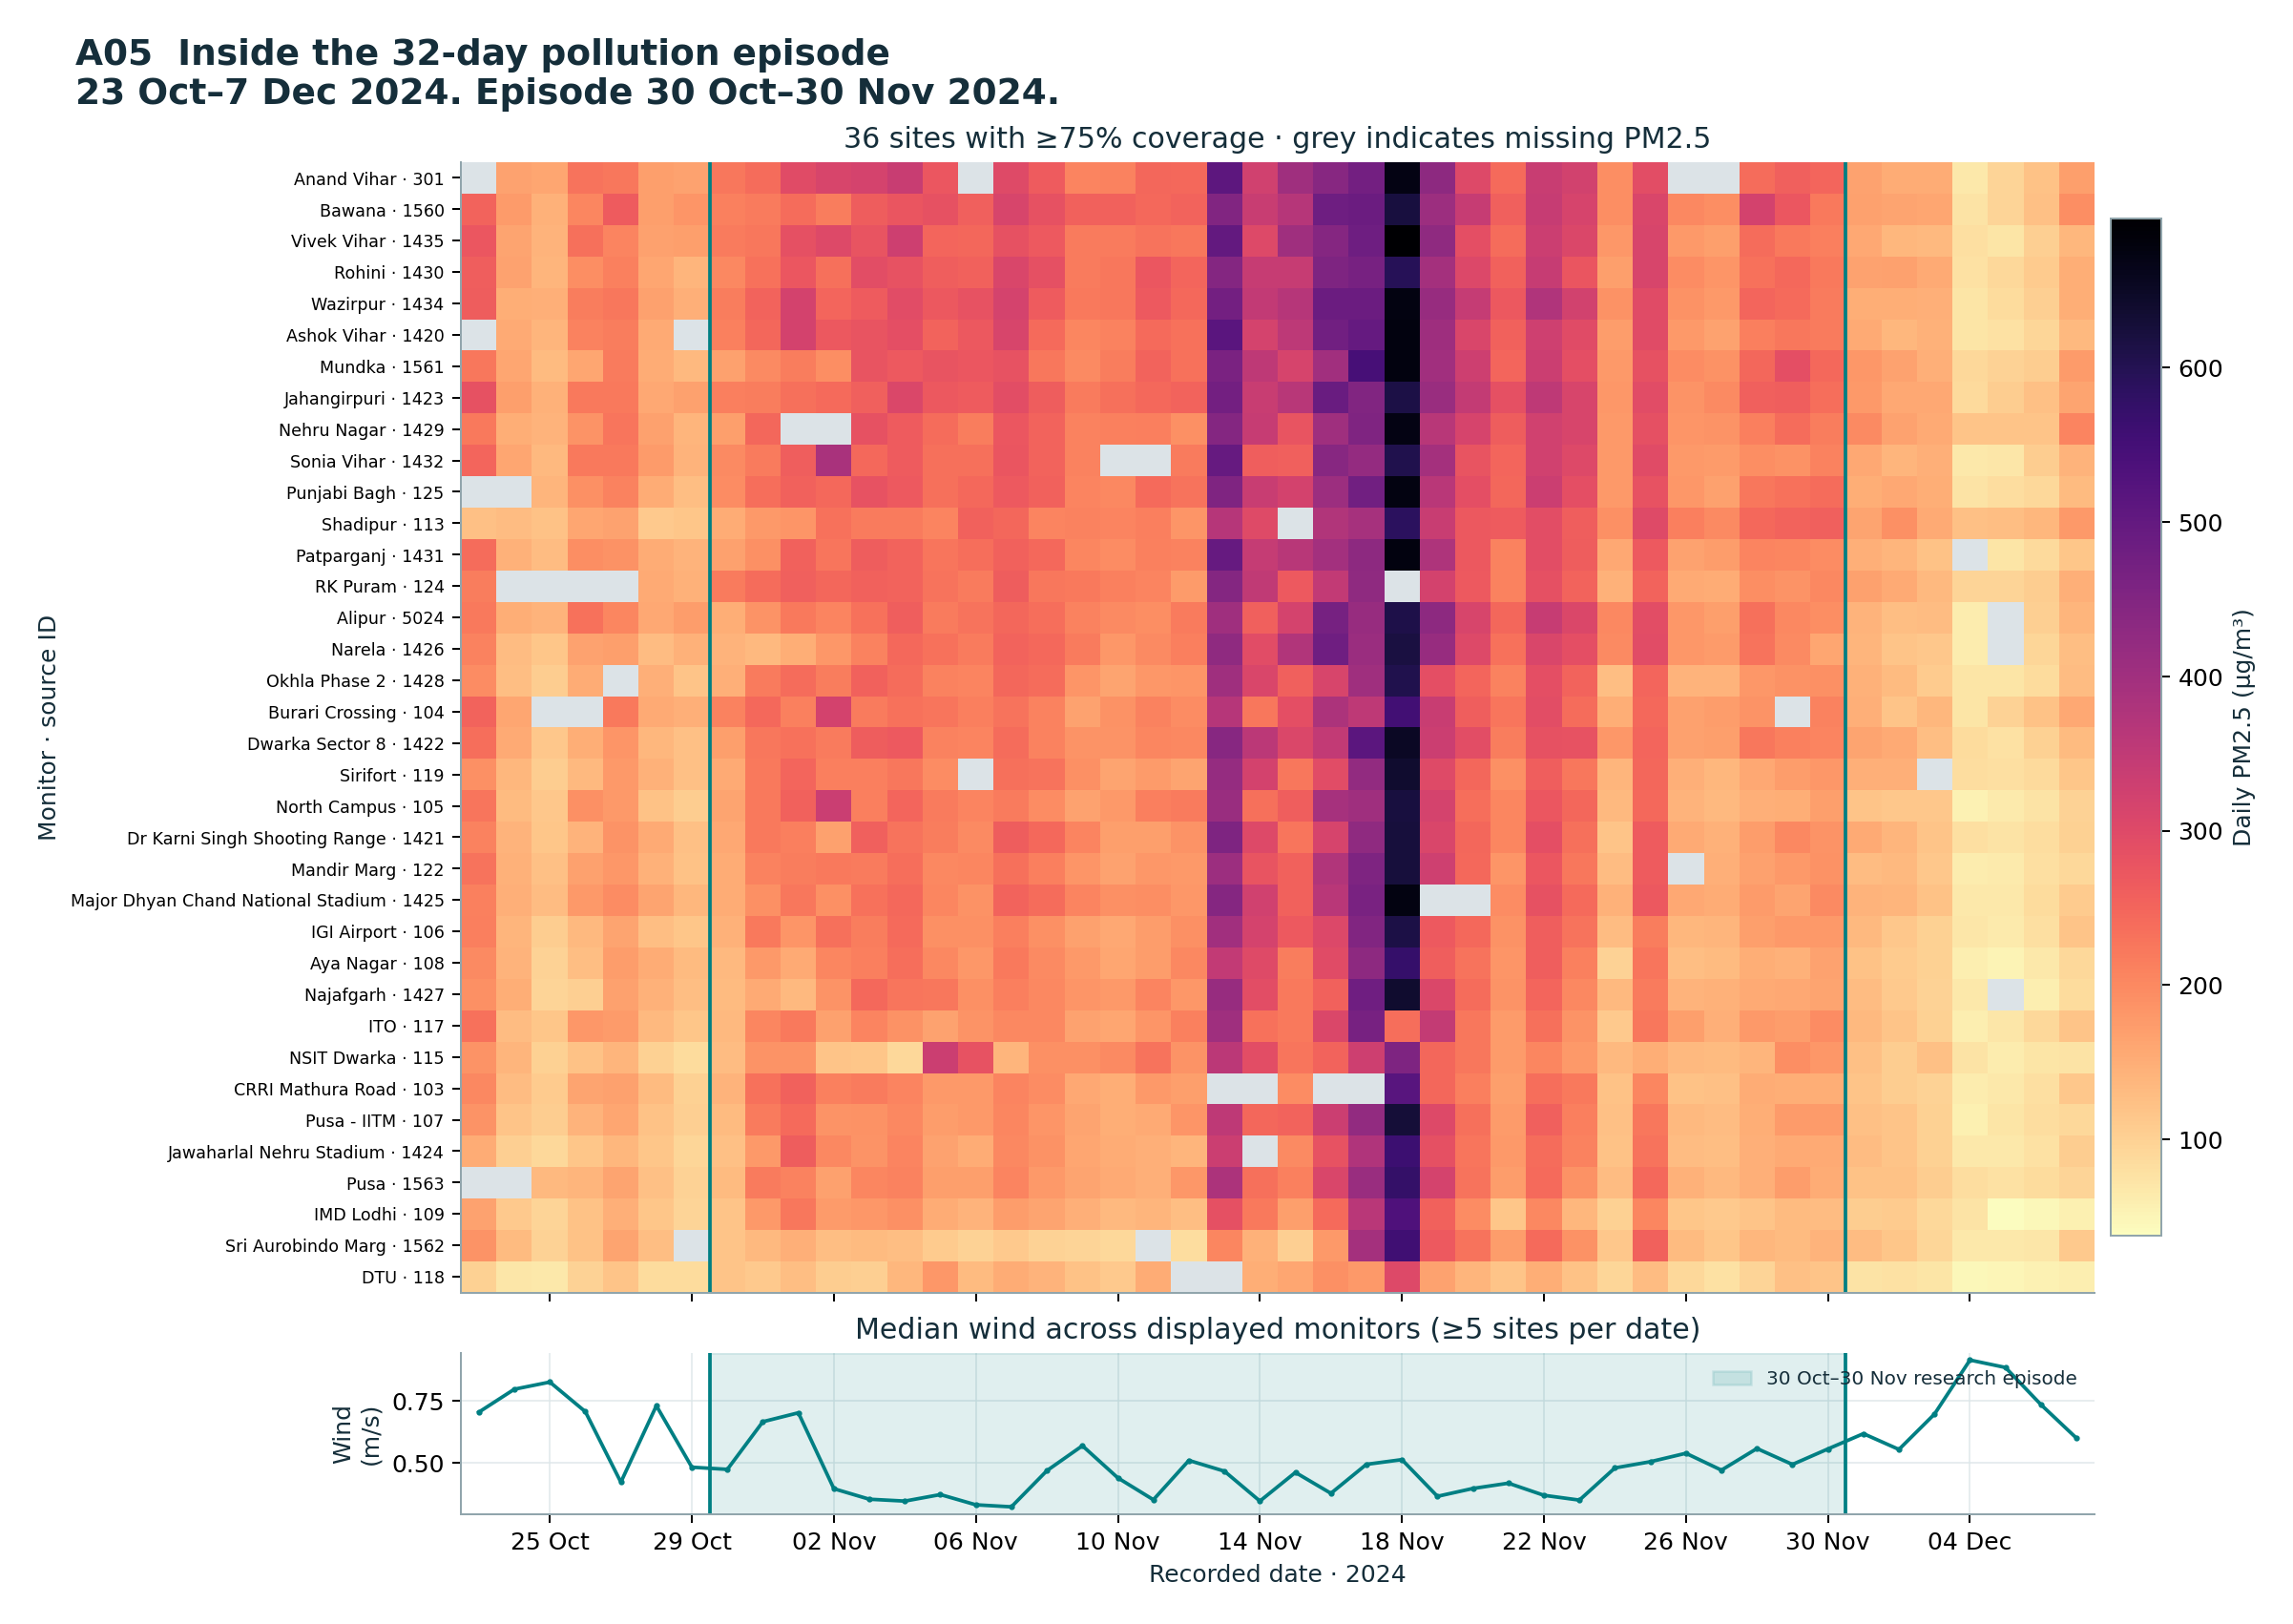 A05  Inside the 32-day pollution episode
23 Oct–7 Dec 2024. Episode 30 Oct–30 Nov 2024.
36 sites with ≥75% coverage · grey indicates missing PM2.5
Monitor · source ID
Anand Vihar · 301
Bawana · 1560
Vivek Vihar · 1435
Rohini · 1430
Wazirpur · 1434
Ashok Vihar · 1420
Mundka · 1561
Jahangirpuri · 1423
Nehru Nagar · 1429
Sonia Vihar · 1432
Punjabi Bagh · 125
Shadipur · 113
Patparganj · 1431
RK Puram · 124
Alipur · 5024
Narela · 1426
Okhla Phase 2 · 1428
Burari Crossing · 104
Dwarka Sector 8 · 1422
Sirifort · 119
North Campus · 105
Dr Karni Singh Shooting Range · 1421
Mandir Marg · 122
Major Dhyan Chand National Stadium · 1425
IGI Airport · 106
Aya Nagar · 108
Najafgarh · 1427
ITO · 117
NSIT Dwarka · 115
CRRI Mathura Road · 103
Pusa - IITM · 107
Jawaharlal Nehru Stadium · 1424
Pusa · 1563
IMD Lodhi · 109
Sri Aurobindo Marg · 1562
DTU · 118
600
500
400
300
200
100
Daily PM2.5 (µg/m³)
Median wind across displayed monitors (≥5 sites per date)
Wind
(m/s)
0.75
0.50
30 Oct–30 Nov research episode
25 Oct 29 Oct 02 Nov 06 Nov 10 Nov 14 Nov 18 Nov 22 Nov 26 Nov 30 Nov 04 Dec
Recorded date · 2024